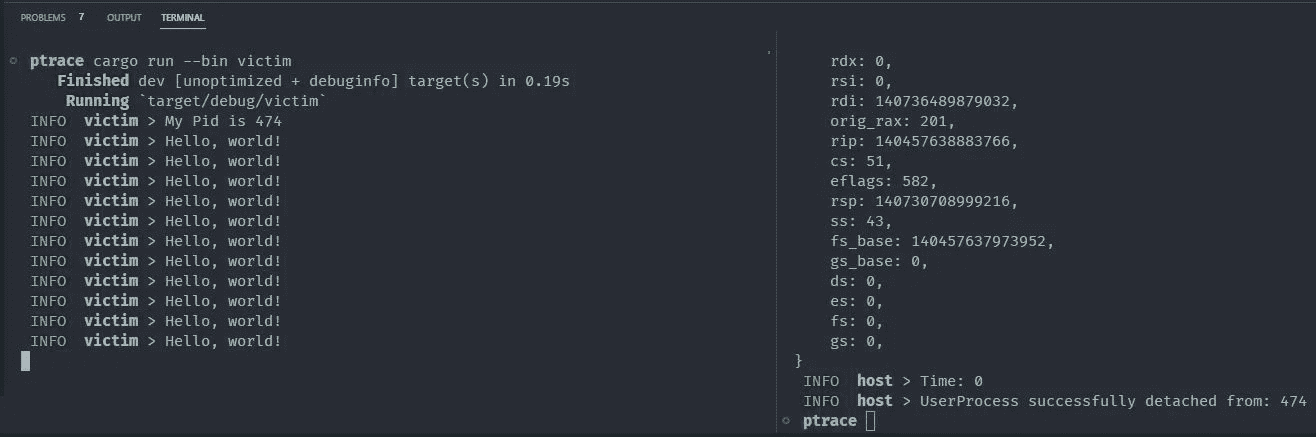 PROBLEMS 7 OUTPUT TERMINAL
ptrace cargo run --bin victim
Finished dev [unoptimized + debuginfo] target(s) in 0.19s
Running `target/debug/victim`
INFO victim > My Pid is 474
INFO victim > Hello, world!
INFO victim > Hello, world!
INFO victim > Hello, world!
INFO victim > Hello, world!
INFO victim > Hello, world!
INFO victim > Hello, world!
INFO victim > Hello, world!
INFO victim > Hello, world!
INFO victim > Hello, world!
INFO victim > Hello, world!
INFO victim > Hello, world!
rdx: 0,
rsi: 0,
rdi: 140736489879032,
orig_rax: 201,
rip: 140457638883766,
cs: 51,
eflags: 582,
rsp: 140730708999216,
ss: 43,
fs_base: 140457637973952,
gs_base: 0,
ds: 0,
es: 0,
fs: 0,
gs: 0,
}
INFO host > Time: 0
INFO host > UserProcess successfully detached from: 474
ptrace